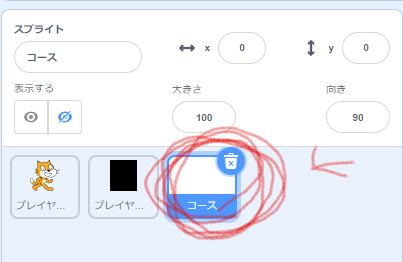 スプライト
コース
x 0
y 0
表示する
大きさ
100
向き
90
プレイヤ...
プレイヤ...
コース